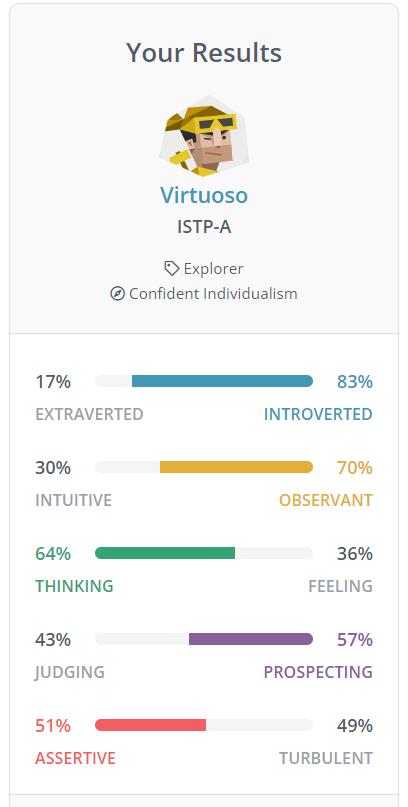 Your Results
Virtuoso
ISTP-A
Explorer
Confident Individualism
17% 83%
EXTRAVERTED INTROVERTED
30% 70%
INTUITIVE OBSERVANT
64% 36%
THINKING FEELING
43% 57%
JUDGING PROSPECTING
51% 49%
ASSERTIVE TURBULENT